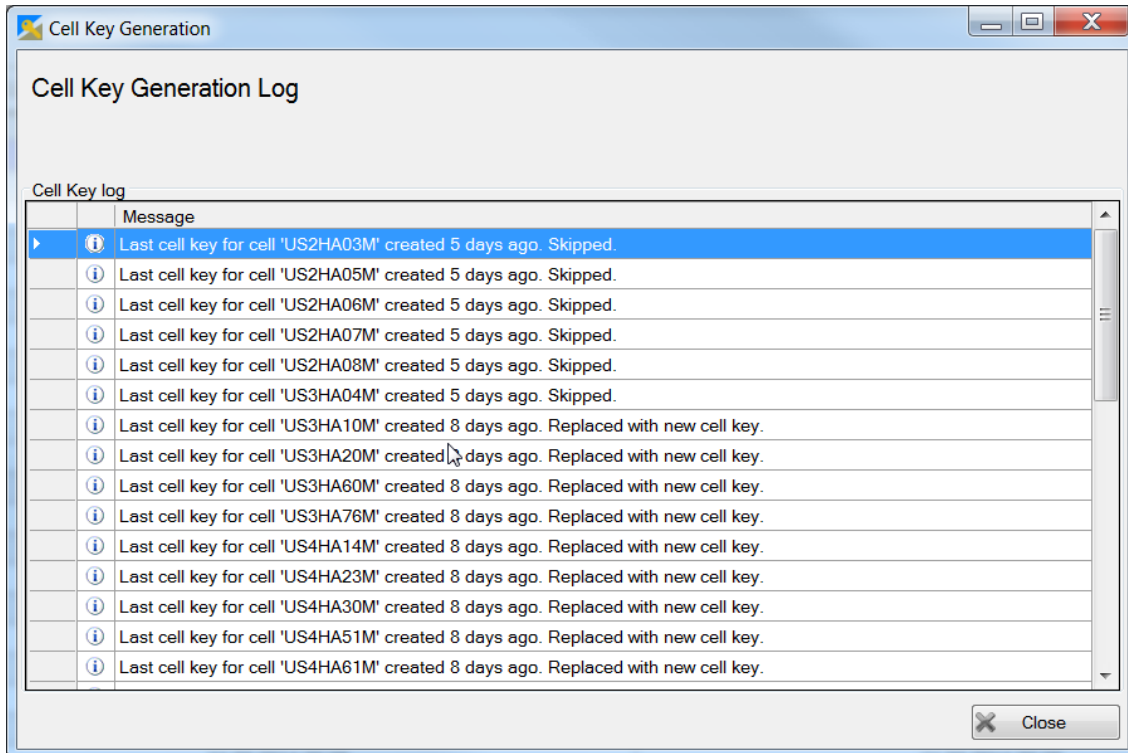 Cell Key Generation
Cell Key Generation Log
Cell Key log
Message
Last cell key for cell 'US2HA03M' created 5 days ago. Skipped.
Last cell key for cell 'US2HA05M' created 5 days ago. Skipped.
Last cell key for cell 'US2HA06M' created 5 days ago. Skipped.
Last cell key for cell 'US2HA07M' created 5 days ago. Skipped.
Last cell key for cell 'US2HA08M' created 5 days ago. Skipped.
Last cell key for cell 'US3HA04M' created 5 days ago. Skipped.
Last cell key for cell 'US3HA10M' created 8 days ago. Replaced with new cell key.
Last cell key for cell 'US3HA20M' created days ago. Replaced with new cell key.
Last cell key for cell 'US3HA60M' created 8 days ago. Replaced with new cell key.
Last cell key for cell 'US3HA76M' created 8 days ago. Replaced with new cell key.
Last cell key for cell 'US4HA14M' created 8 days ago. Replaced with new cell key.
Last cell key for cell 'US4HA23M' created 8 days ago. Replaced with new cell key.
Last cell key for cell 'US4HA30M' created 8 days ago. Replaced with new cell key.
Last cell key for cell 'US4HA51M' created 8 days ago. Replaced with new cell key.
Last cell key for cell 'US4HA61M' created 8 days ago. Replaced with new cell key.
Close